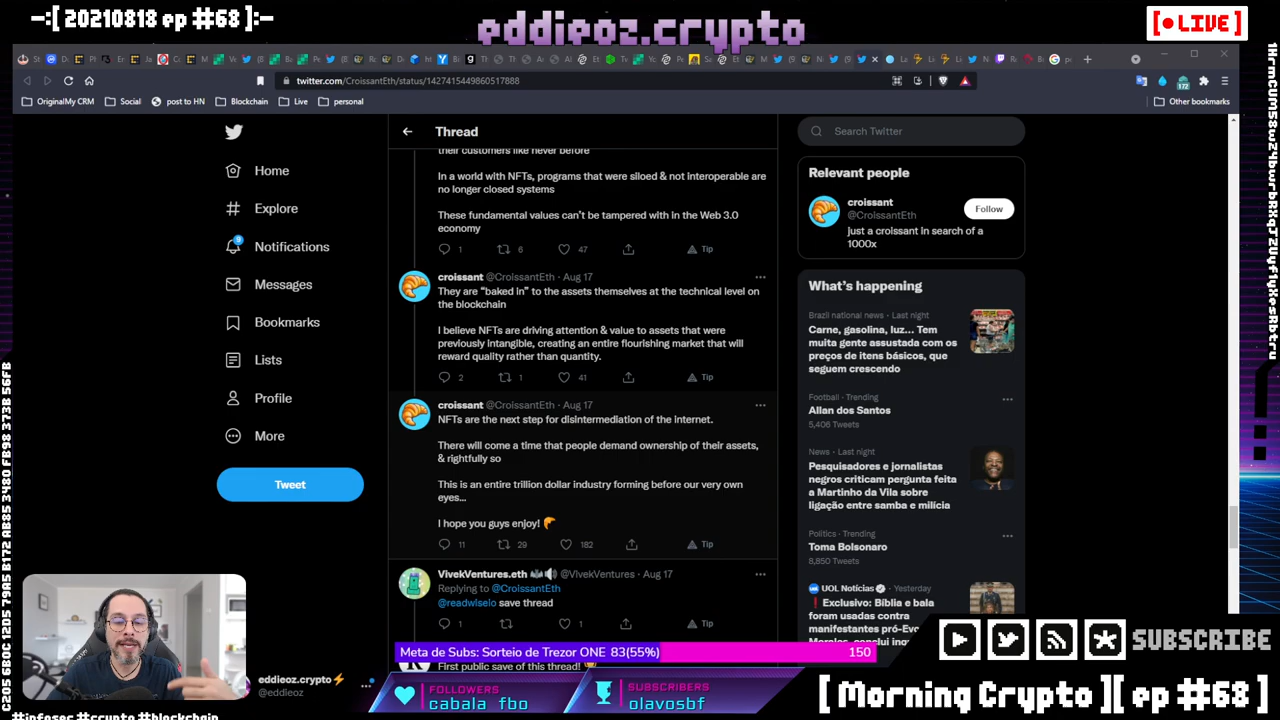 -:[ 20210818 ep #68 ]:-
eddieoz.crypto
[● LIVE]
twitter.com/CroissantEth/status/1427415449860517888
OriginalMy CRM
Social
post to HN
Blockchain
Live
personal
Other bookmarks
172
Home
Explore
Notifications
9
Messages
Bookmarks
Lists
Profile
More
Tweet
Thread
their customers like never before
In a world with NFTs, programs that were siloed & not interoperable are
no longer closed systems
These fundamental values can't be tampered with in the Web 3.0
economy
1 6 47 Tip
croissant @CroissantEth · Aug 17
They are “baked in” to the assets themselves at the technical level on
the blockchain
I believe NFTs are driving attention & value to assets that were
previously intangible, creating an entire flourishing market that will
reward quality rather than quantity.
2 1 41 Tip
croissant @CroissantEth · Aug 17
NFTs are the next step for disintermediation of the internet.
There will come a time that people demand ownership of their assets,
& rightfully so
This is an entire trillion dollar industry forming before our very own
eyes...
I hope you guys enjoy!
11 29 182 Tip
VivekVentures.eth @VivekVentures · Aug 17
Replying to @CroissantEth
@readwiseio save thread
1 1 Tip
First public save of this thread!
Search Twitter
Relevant people
croissant
@CroissantEth
Follow
just a croissant in search of a
1000x
What's happening
Brazil national news · Last night
Carne, gasolina, luz... Tem
muita gente assustada com os
preços de itens básicos, que
seguem crescendo
Football · Trending
Allan dos Santos
5,406 Tweets
News · Last night
Pesquisadores e jornalistas
negros criticam pergunta feita
a Martinho da Vila sobre
ligação entre samba e milícia
Politics · Trending
Toma Bolsonaro
8,850 Tweets
UOL Notícias · Yesterday
Exclusivo: Bíblia e bala
foram usadas contra
manifestantes pró-Evo
eddieoz.crypto⚡
@eddieoz
Meta de Subs: Sorteio de Trezor ONE 83(55%) 150
FOLLOWERS
cabala_fbo
SUBSCRIBERS
olavosbf
SUBSCRIBE
[ Morning Crypto ][ ep #68 ]
#infosec #crypto #blockchain